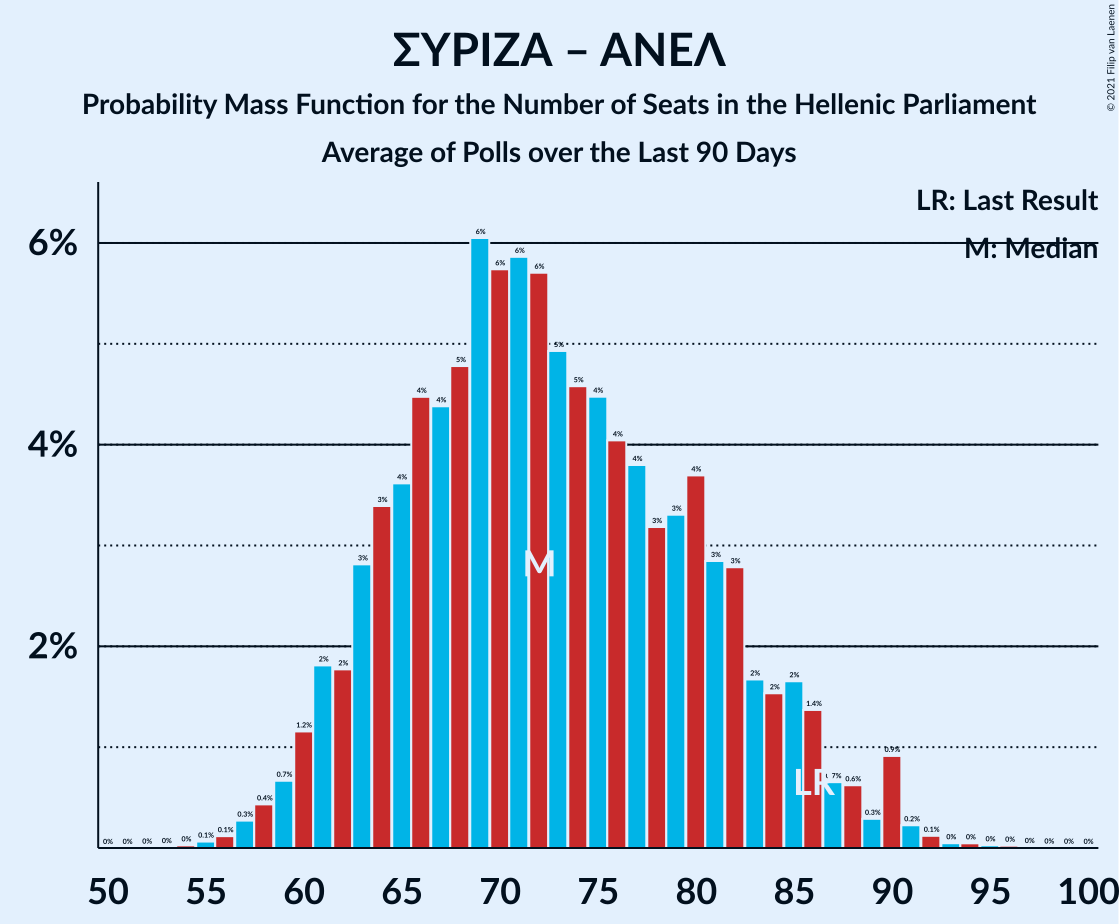 ΣΥΡΙΖΑ – ΑΝΕΛ
Probability Mass Function for the Number of Seats in the Hellenic Parliament
Average of Polls over the Last 90 Days
© 2021 Filip van Laenen
LR: Last Result
M: Median
6%
4%
2%
0% 0% 0% 0% 0% 0.1% 0.1% 0.3% 0.4% 0.7% 1.2% 2% 2% 3% 3% 4% 4% 4% 5% 6% 6% 6% 6% 5% 5% 4% 4% 4% 3% 3% 4% 3% 3% 2% 2% 2% 1.4% 7% 0.6% 0.3% 0.9% 0.2% 0.1% 0% 0% 0% 0% 0% 0% 0% 0%
M
LR
50 55 60 65 70 75 80 85 90 95 100